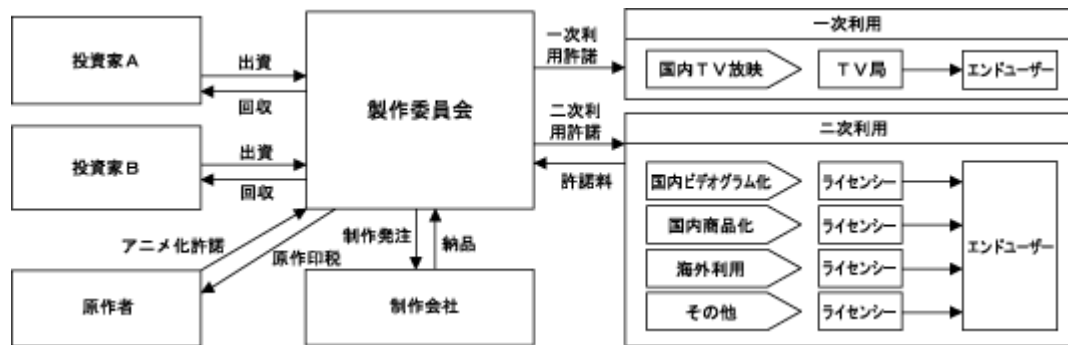 投資家Ａ
出資
回収
投資家Ｂ
出資
回収
製作委員会
アニメ化許諾
原作印税
制作発注
納品
原作者
制作会社
一次利
用許諾
二次利
用許諾
許諾料
一次利用
国内ＴＶ放映
ＴＶ局
エンドユーザー
二次利用
国内ビデオグラム化
ライセンシー
国内商品化
ライセンシー
海外利用
ライセンシー
その他
ライセンシー
エンドユーザー